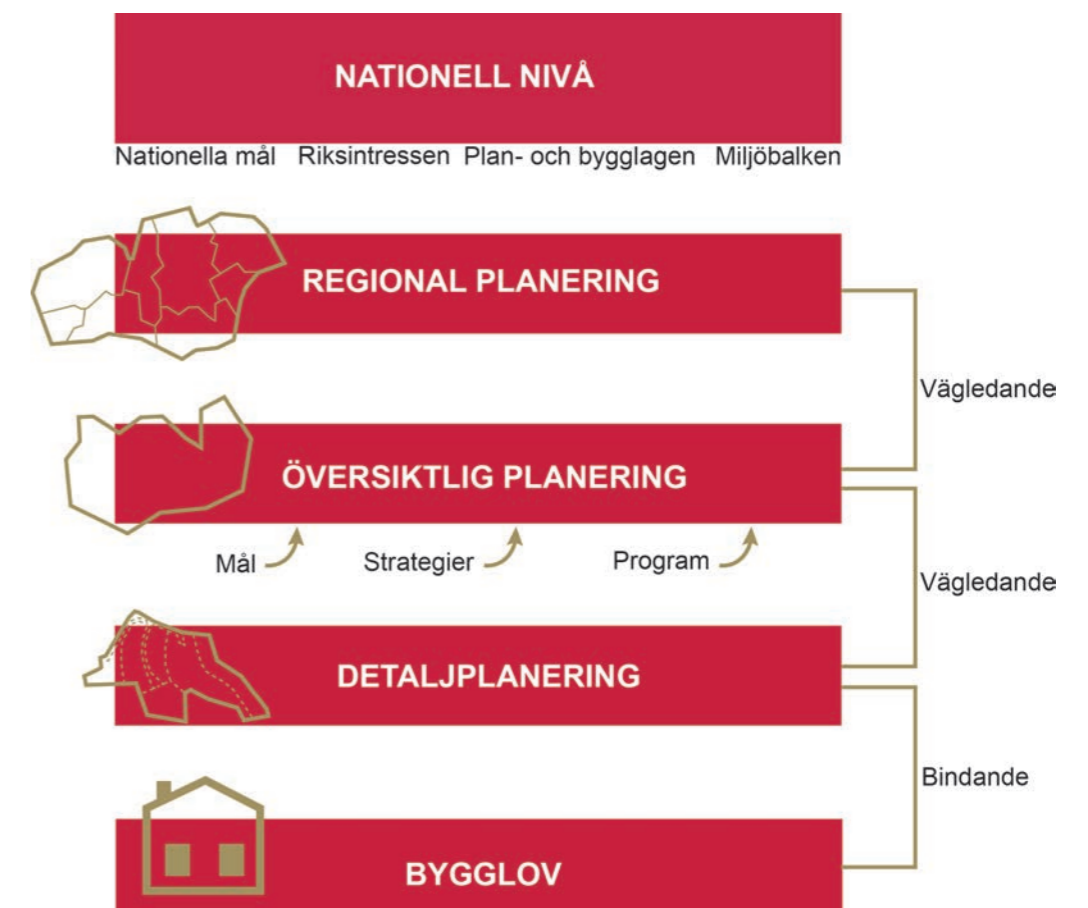 NATIONELL NIVÅ
Nationella mål Riksintressen Plan- och bygglagen Miljöbalken
REGIONAL PLANERING
Vägledande
ÖVERSIKTLIG PLANERING
Mål Strategier Program
Vägledande
DETALJPLANERING
Bindande
BYGGLOV